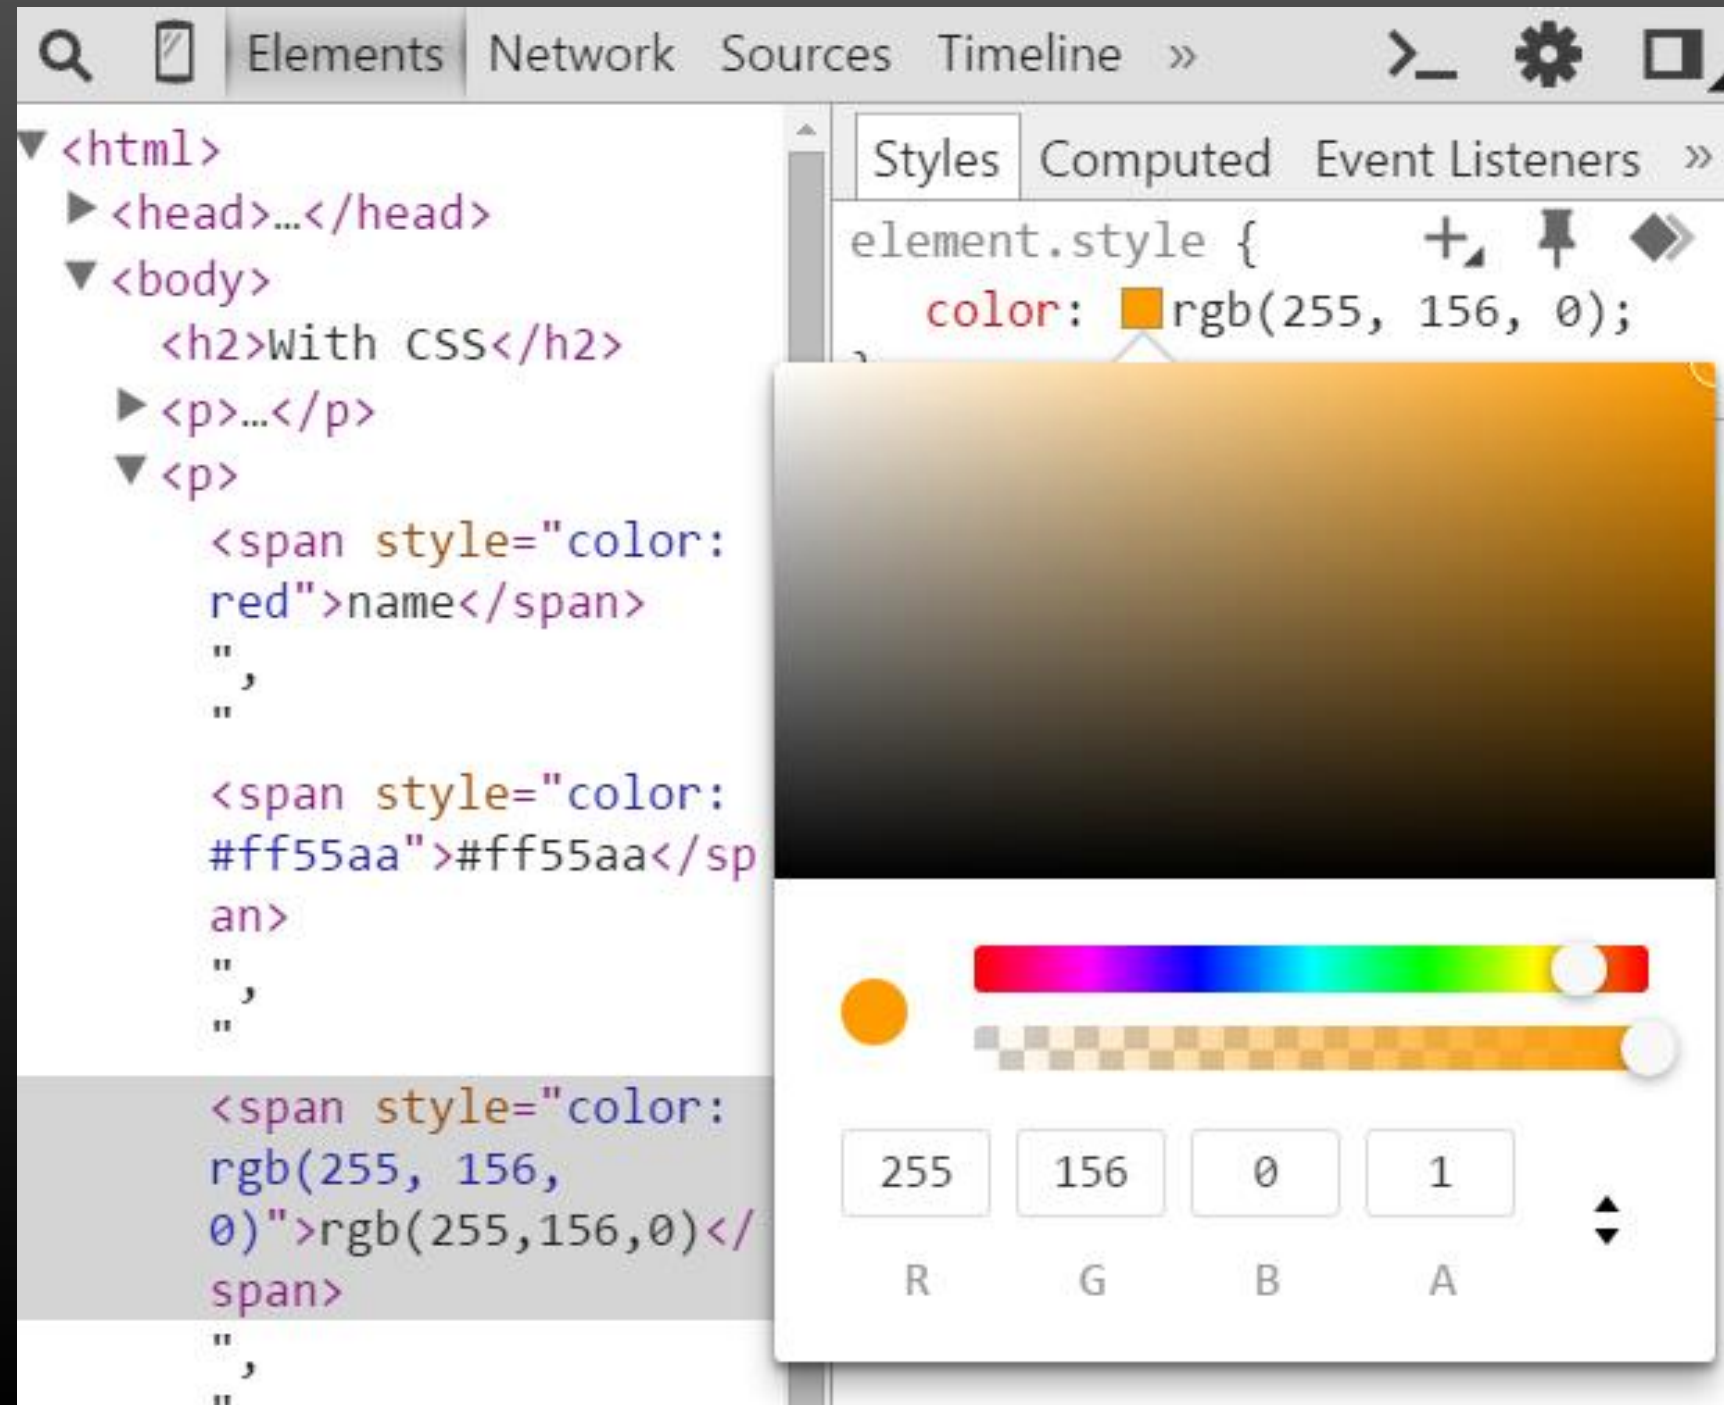 Elements Network Sources Timeline »
<html>
<head>…</head>
<body>
<h2>With CSS</h2>
<p>…</p>
<p>
<span style="color:
red">name</span>
",
"
<span style="color:
#ff55aa">#ff55aa</sp
an>
",
"
<span style="color:
rgb(255, 156,
0)">rgb(255,156,0)</
span>
",
"
Styles Computed Event Listeners »
element.style {
color: rgb(255, 156, 0);
}
255 156 0 1
R G B A